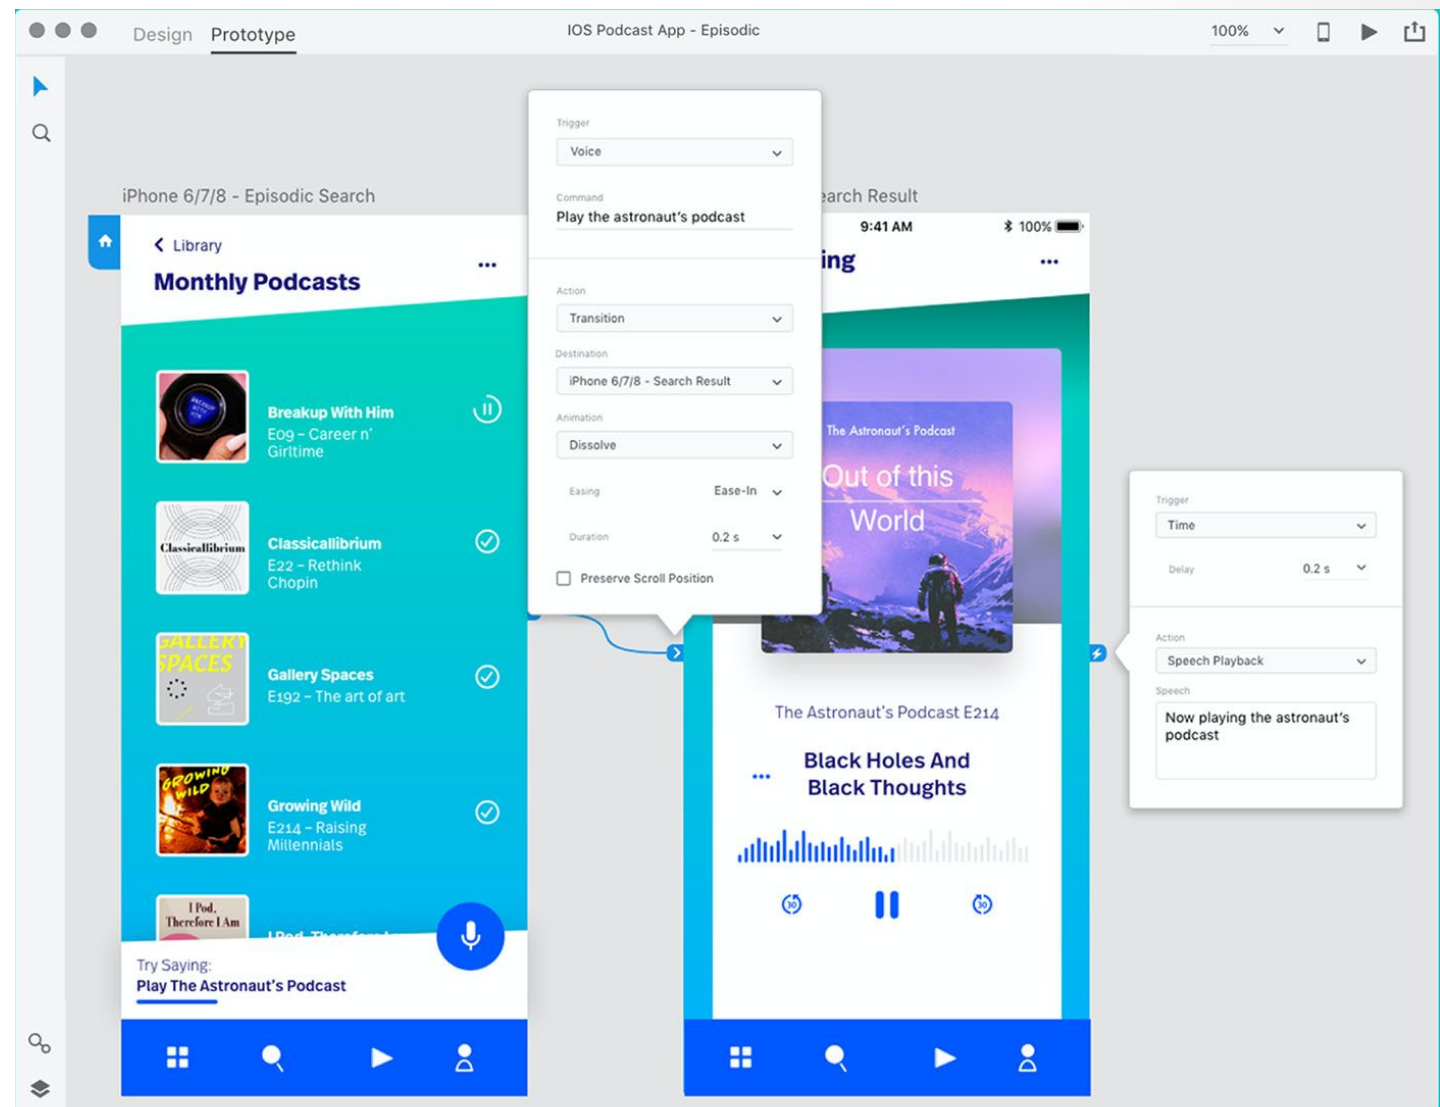 Design Prototype
IOS Podcast App - Episodic
100%
iPhone 6/7/8 - Episodic Search
Library
Monthly Podcasts
Breakup With Him
E09 – Career n'
Girltime
Classicallibrium
Classicallibrium
E22 – Rethink
Chopin
GALLERY
SPACES
Gallery Spaces
E192 – The art of art
GROWING
WILD
Growing Wild
E214 – Raising
Millennials
I Pod,
Therefore I Am
Try Saying:
Play The Astronaut's Podcast
Trigger
Voice
Command
Play the astronaut's podcast
Action
Transition
Destination
iPhone 6/7/8 - Search Result
Animation
Dissolve
Easing Ease-In
Duration 0.2 s
Preserve Scroll Position
earch Result
9:41 AM 100%
ing
The Astronaut's Podcast
Out of this
World
The Astronaut's Podcast E214
Black Holes And
Black Thoughts
30 30
Trigger
Time
Delay 0.2 s
Action
Speech Playback
Speech
Now playing the astronaut's
podcast